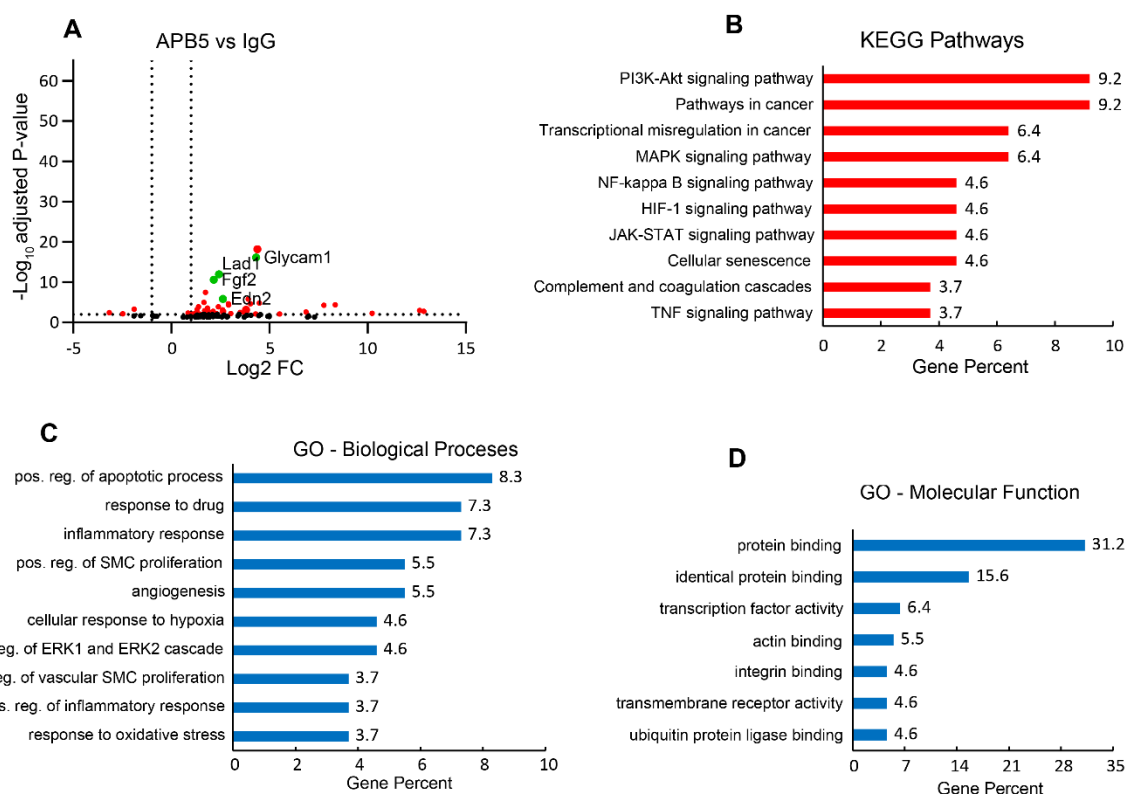 A
APB5 vs IgG
-Log10 adjusted P-value
60
50
40
30
20
10
0
Glycam1
Lad1
Fgf2
Edn2
-5 0 5 10 15
Log2 FC
B
KEGG Pathways
PI3K-Akt signaling pathway 9.2
Pathways in cancer 9.2
Transcriptional misregulation in cancer 6.4
MAPK signaling pathway 6.4
NF-kappa B signaling pathway 4.6
HIF-1 signaling pathway 4.6
JAK-STAT signaling pathway 4.6
Cellular senescence 4.6
Complement and coagulation cascades 3.7
TNF signaling pathway 3.7
0 2 4 6 8 10
Gene Percent
C
GO - Biological Proceses
pos. reg. of apoptotic process 8.3
response to drug 7.3
inflammatory response 7.3
pos. reg. of SMC proliferation 5.5
angiogenesis 5.5
cellular response to hypoxia 4.6
eg. of ERK1 and ERK2 cascade 4.6
eg. of vascular SMC proliferation 3.7
s. reg. of inflammatory response 3.7
response to oxidative stress 3.7
0 2 4 6 8 10
Gene Percent
D
GO - Molecular Function
protein binding 31.2
identical protein binding 15.6
transcription factor activity 6.4
actin binding 5.5
integrin binding 4.6
transmembrane receptor activity 4.6
ubiquitin protein ligase binding 4.6
0 7 14 21 28 35
Gene Percent